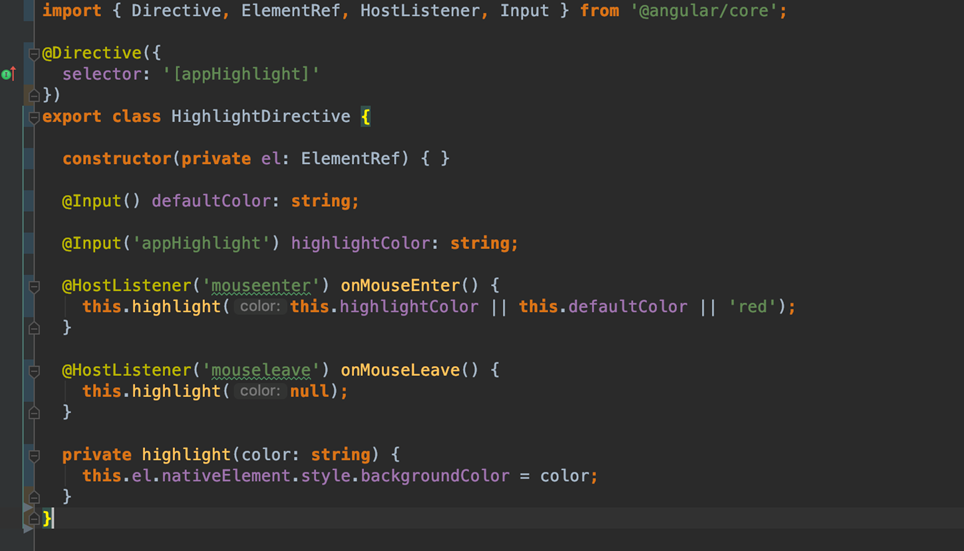 import { Directive, ElementRef, HostListener, Input } from '@angular/core';
@Directive({
selector: '[appHighlight]'
})
export class HighlightDirective {
constructor(private el: ElementRef) { }
@Input() defaultColor: string;
@Input('appHighlight') highlightColor: string;
@HostListener('mouseenter') onMouseEnter() {
this.highlight( color: this.highlightColor || this.defaultColor || 'red');
}
@HostListener('mouseleave') onMouseLeave() {
this.highlight( color: null);
}
private highlight(color: string) {
this.el.nativeElement.style.backgroundColor = color;
}
}